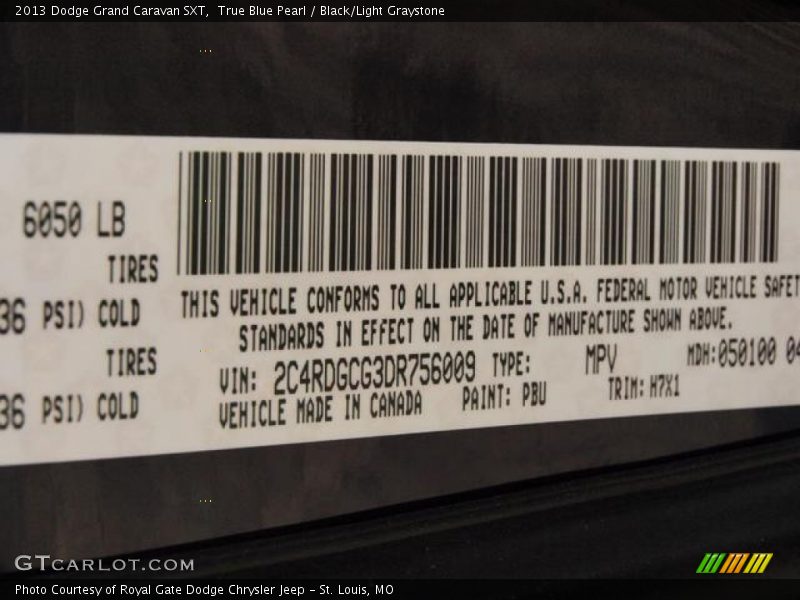 2013 Dodge Grand Caravan SXT,  True Blue Pearl / Black/Light Graystone
6050 LB
TIRES
36 PSI) COLD
TIRES
36 PSI) COLD
THIS VEHICLE CONFORMS TO ALL APPLICABLE U.S.A. FEDERAL MOTOR VEHICLE SAFET
STANDARDS IN EFFECT ON THE DATE OF MANUFACTURE SHOWN ABOVE.
VIN: 2C4RDGCG3DR756009 TYPE: MPV MDH:050100 04
VEHICLE MADE IN CANADA PAINT: PBU TRIM: H7X1
GTCARLOT.COM
Photo Courtesy of Royal Gate Dodge Chrysler Jeep – St. Louis, MO